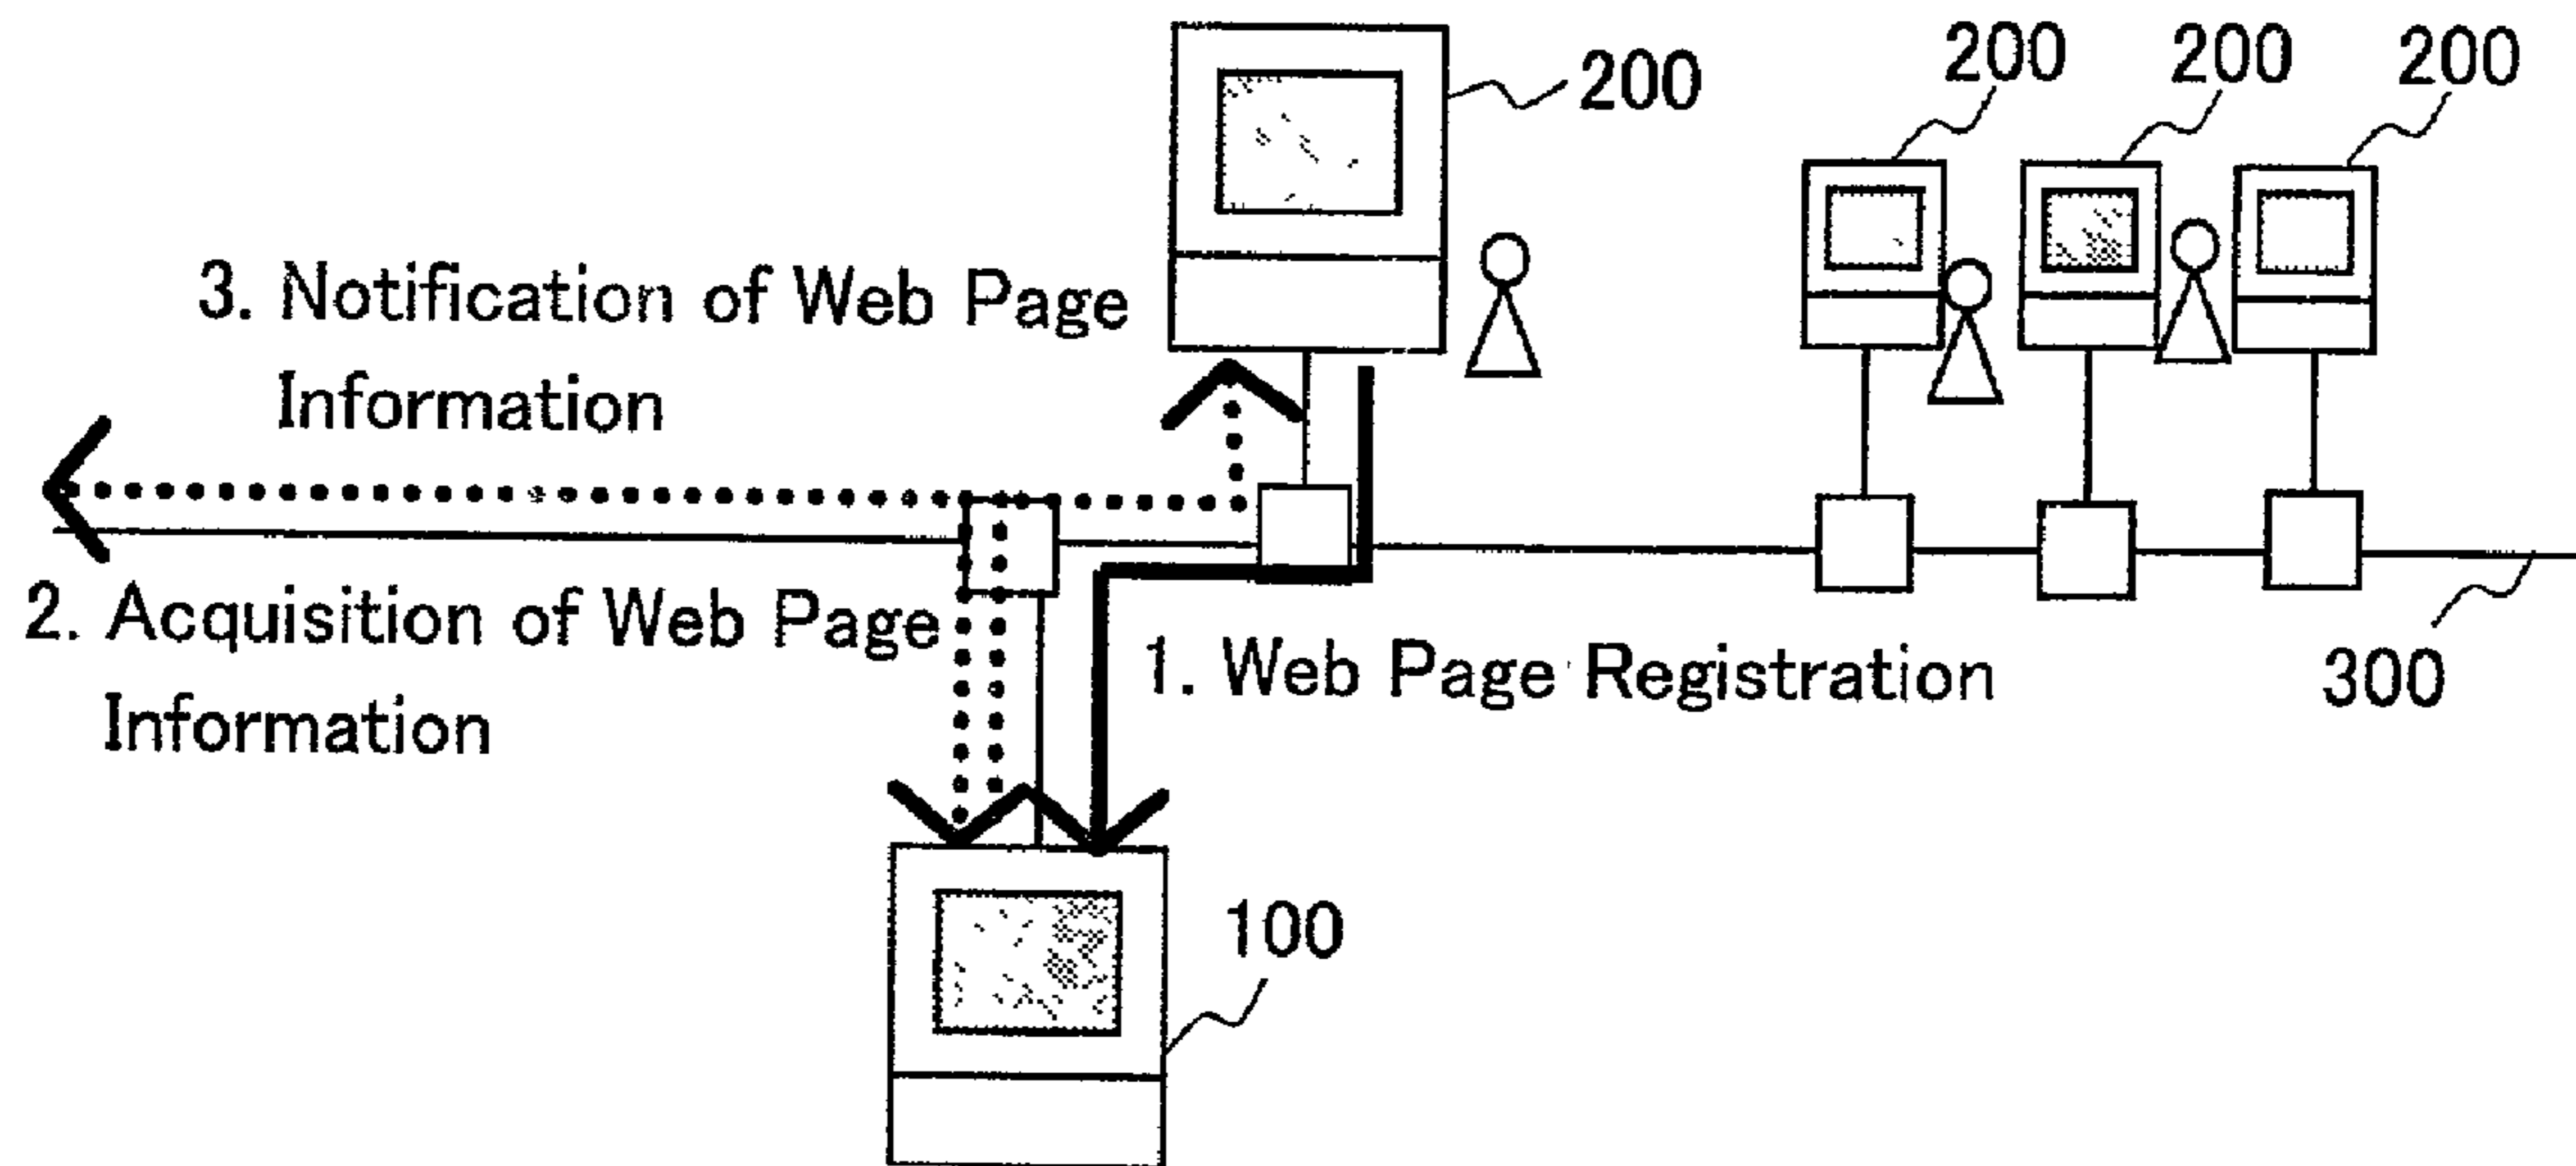 200
200
200
200
3. Notification of Web Page
Information
2. Acquisition of Web Page
Information
1. Web Page Registration
300
100